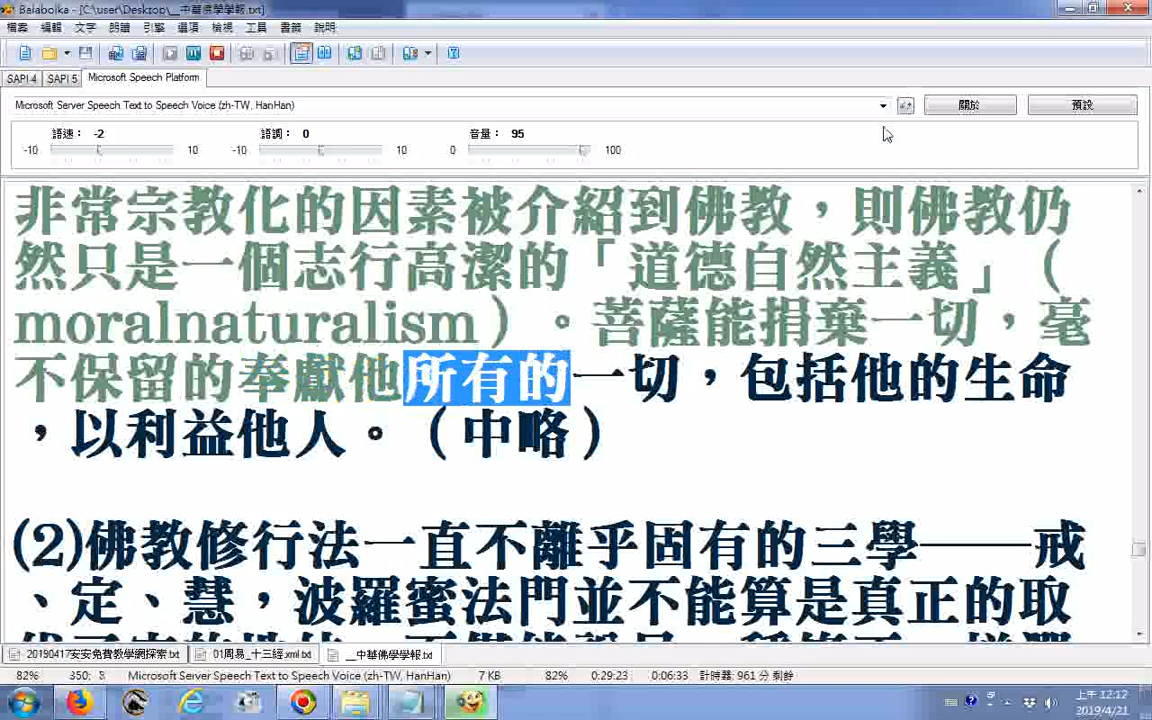 Balabolka - [C:\user\Desktop\__中華佛學學報.txt]
檔案 編輯 文字 朗讀 引擎 選項 檢視 工具 書籤 說明
SAPI 4 SAPI 5 Microsoft Speech Platform
Microsoft Server Speech Text to Speech Voice (zh-TW, HanHan) 關於 預設
語速： -2 語調： 0 音量： 95
-10 10 -10 10 0 100
非常宗教化的因素被介紹到佛教，則佛教仍
然只是一個志行高潔的「道德自然主義」（
moralnaturalism）。菩薩能捐棄一切，毫
不保留的奉獻他所有的一切，包括他的生命
，以利益他人。（中略）
(2)佛教修行法一直不離乎固有的三學——戒
、定、慧，波羅蜜法門並不能算是真正的取
20190417安安免費教學網探索.txt 01周易_十三經.xml.txt __中華佛學學報.txt
82% 350; 8 Microsoft Server Speech Text to Speech Voice (zh-TW, HanHan) 7 KB 82% 0:29:23 0:06:33 計時器: 961 分 剩餘
上午 12:12
2019/4/21